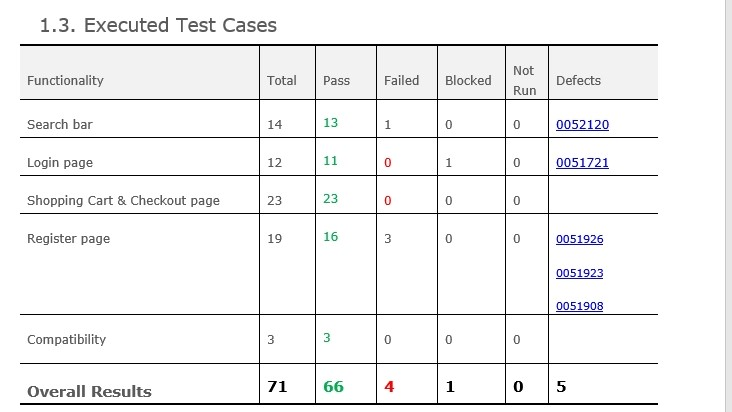 1.3. Executed Test Cases
Functionality Total Pass Failed Blocked Not Run Defects
Search bar 14 13 1 0 0 0052120
Login page 12 11 0 1 0 0051721
Shopping Cart & Checkout page 23 23 0 0 0
Register page 19 16 3 0 0 0051926
0051923
0051908
Compatibility 3 3 0 0 0
Overall Results 71 66 4 1 0 5